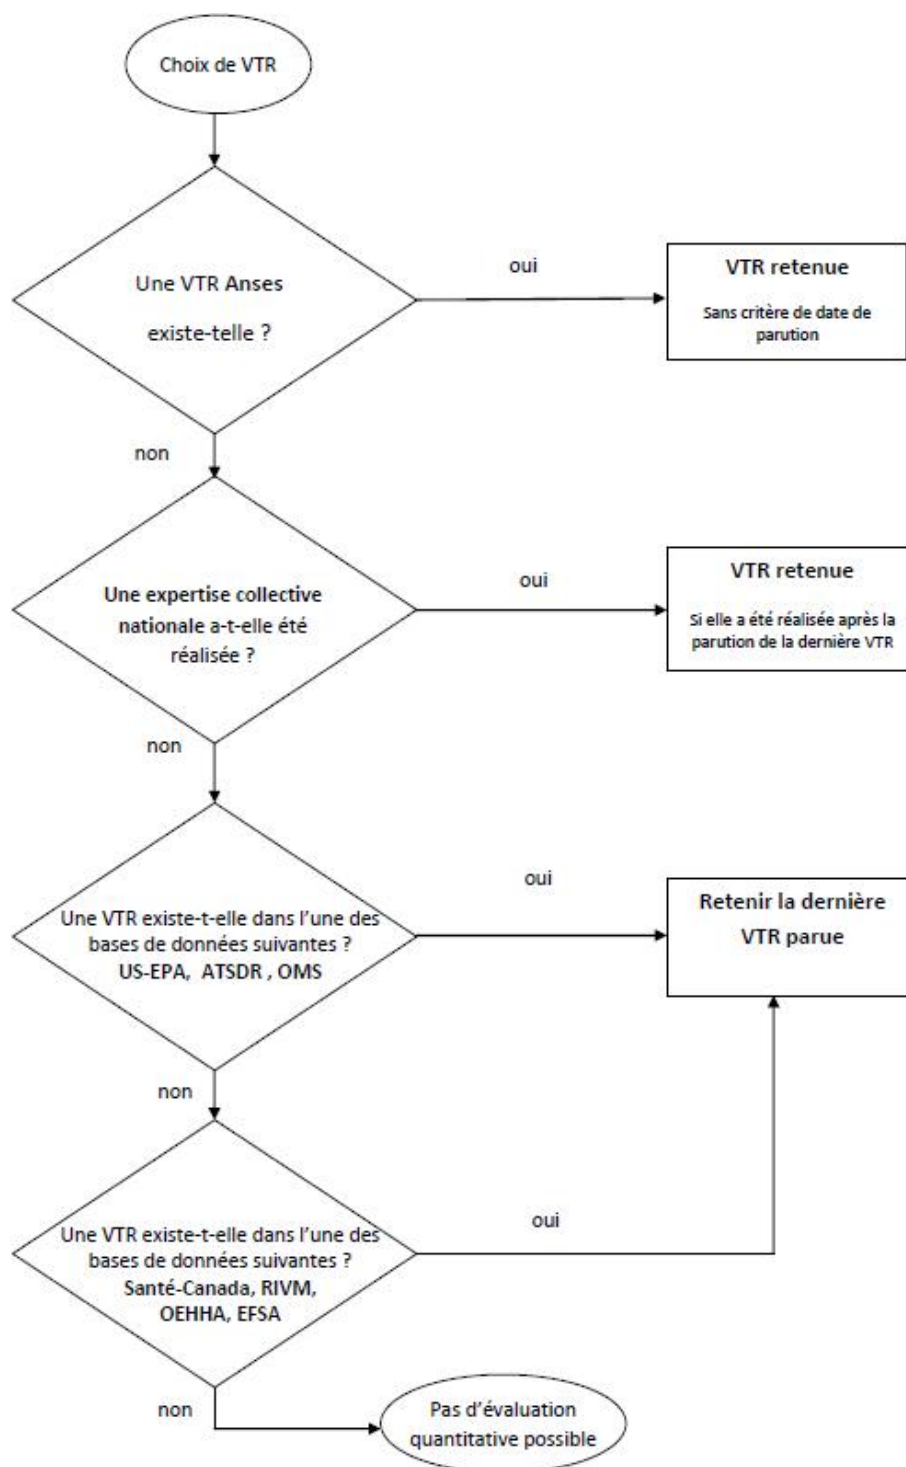 Choix de VTR
Une VTR Anses
existe-telle ?
oui
VTR retenue
Sans critère de date de
parution
non
Une expertise collective
nationale a-t-elle été
réalisée ?
oui
VTR retenue
Si elle a été réalisée après la
parution de la dernière VTR
non
Une VTR existe-t-elle dans l’une des
bases de données suivantes ?
US-EPA, ATSDR , OMS
oui
Retenir la dernière
VTR parue
non
Une VTR existe-t-elle dans l’une des
bases de données suivantes ?
Santé-Canada, RIVM,
OEHHA, EFSA
oui
non
Pas d’évaluation
quantitative possible